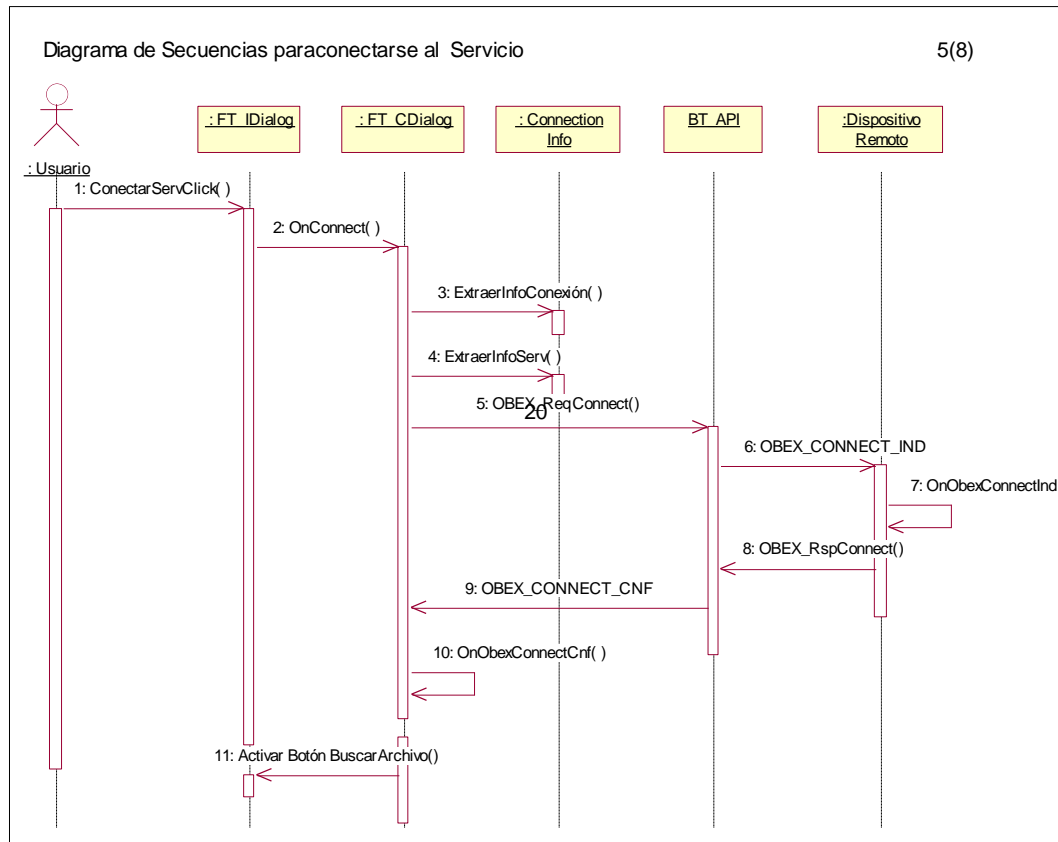 Diagrama de Secuencias paraconectarse al Servicio
5(8)
: Usuario
: FT_IDialog
: FT_CDialog
: Connection
Info
BT_API
:Dispositivo
Remoto
1: ConectarServClick( )
2: OnConnect( )
3: ExtraerInfoConexión( )
4: ExtraerInfoServ( )
5: OBEX_ReqConnect()
20
6: OBEX_CONNECT_IND
7: OnObexConnectInd
8: OBEX_RspConnect()
9: OBEX_CONNECT_CNF
10: OnObexConnectCnf( )
11: Activar Botón BuscarArchivo()